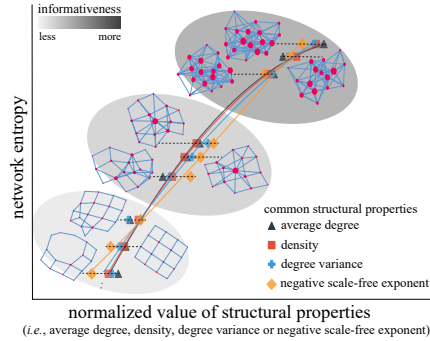 informativeness
less more
network entropy
common structural properties
average degree
density
degree variance
negative scale-free exponent
normalized value of structural properties
(i.e., average degree, density, degree variance or negative scale-free exponent)